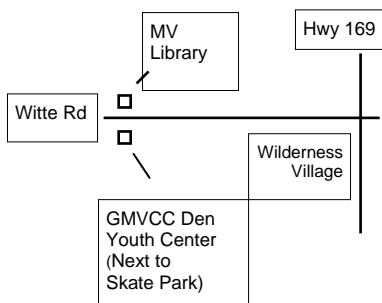 MV
Library
Hwy 169
Witte Rd
Wilderness
Village
GMVCC Den
Youth Center
(Next to
Skate Park)